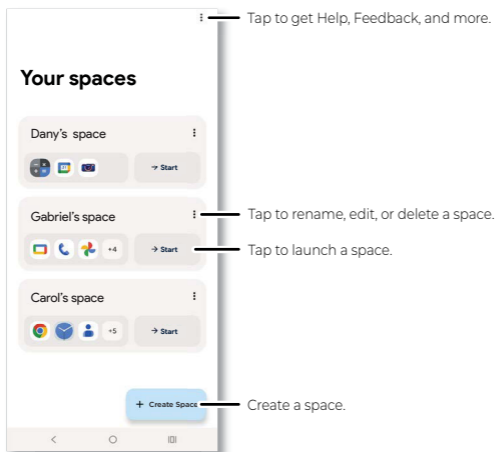 Tap to get Help, Feedback, and more.
Your spaces
Dany's space
→ Start
Gabriel's space
Tap to rename, edit, or delete a space.
+4
→ Start
Tap to launch a space.
Carol's space
+5
→ Start
+ Create Space
Create a space.